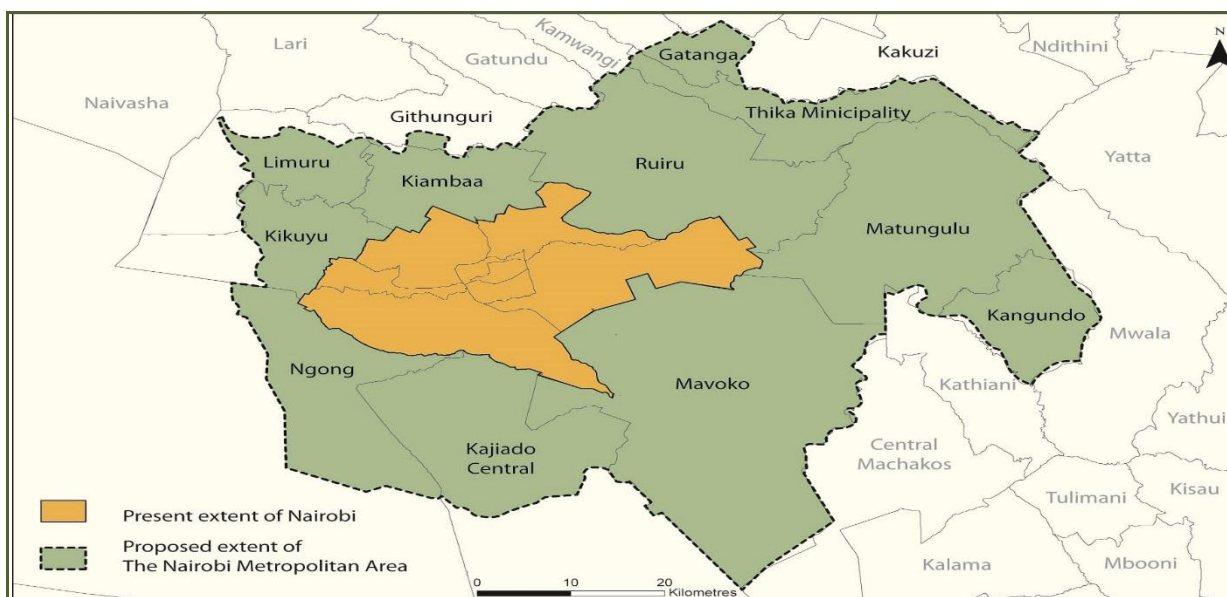 Lari
Kamwangi
Gatundu
Gatanga
Kakuzi
Ndithini
N
Naivasha
Githunguri
Thika Minicipality
Limuru
Kiambaa
Ruiru
Yatta
Kikuyu
Matungulu
Kangundo
Mwala
Ngong
Mavoko
Kathiani
Yathui
Kajiado
Central
Central
Machakos
Tulimani
Kisau
Kalama
Mbooni
Present extent of Nairobi
Proposed extent of
The Nairobi Metropolitan Area
0 10 20
Kilometres